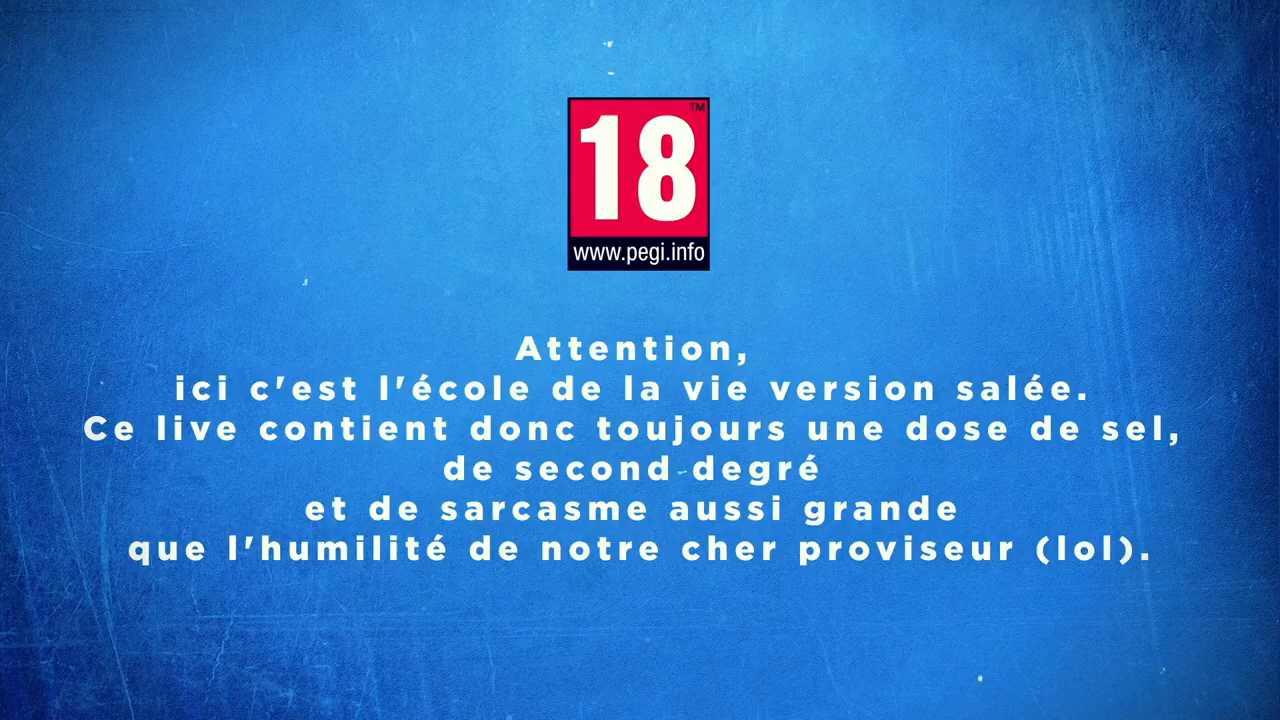 18
TM
www.pegi.info
Attention,
ici c'est l'école de la vie version salée.
Ce live contient donc toujours une dose de sel,
de second degré
et de sarcasme aussi grande
que l'humilité de notre cher proviseur (lol).